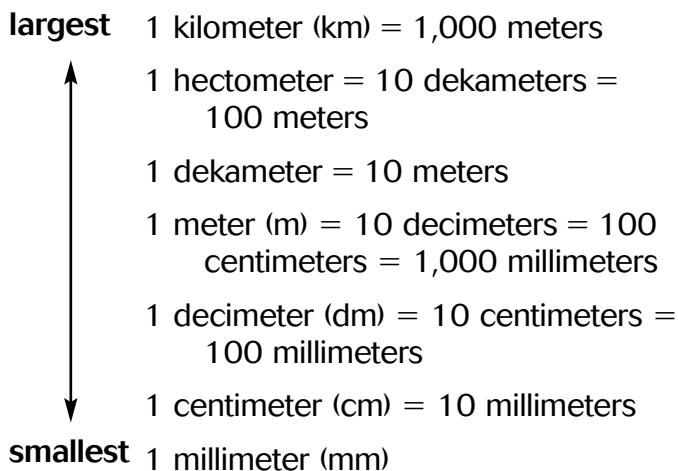 largest 1 kilometer (km) = 1,000 meters
1 hectometer = 10 dekameters =
100 meters
1 dekameter = 10 meters
1 meter (m) = 10 decimeters = 100
centimeters = 1,000 millimeters
1 decimeter (dm) = 10 centimeters =
100 millimeters
1 centimeter (cm) = 10 millimeters
smallest 1 millimeter (mm)